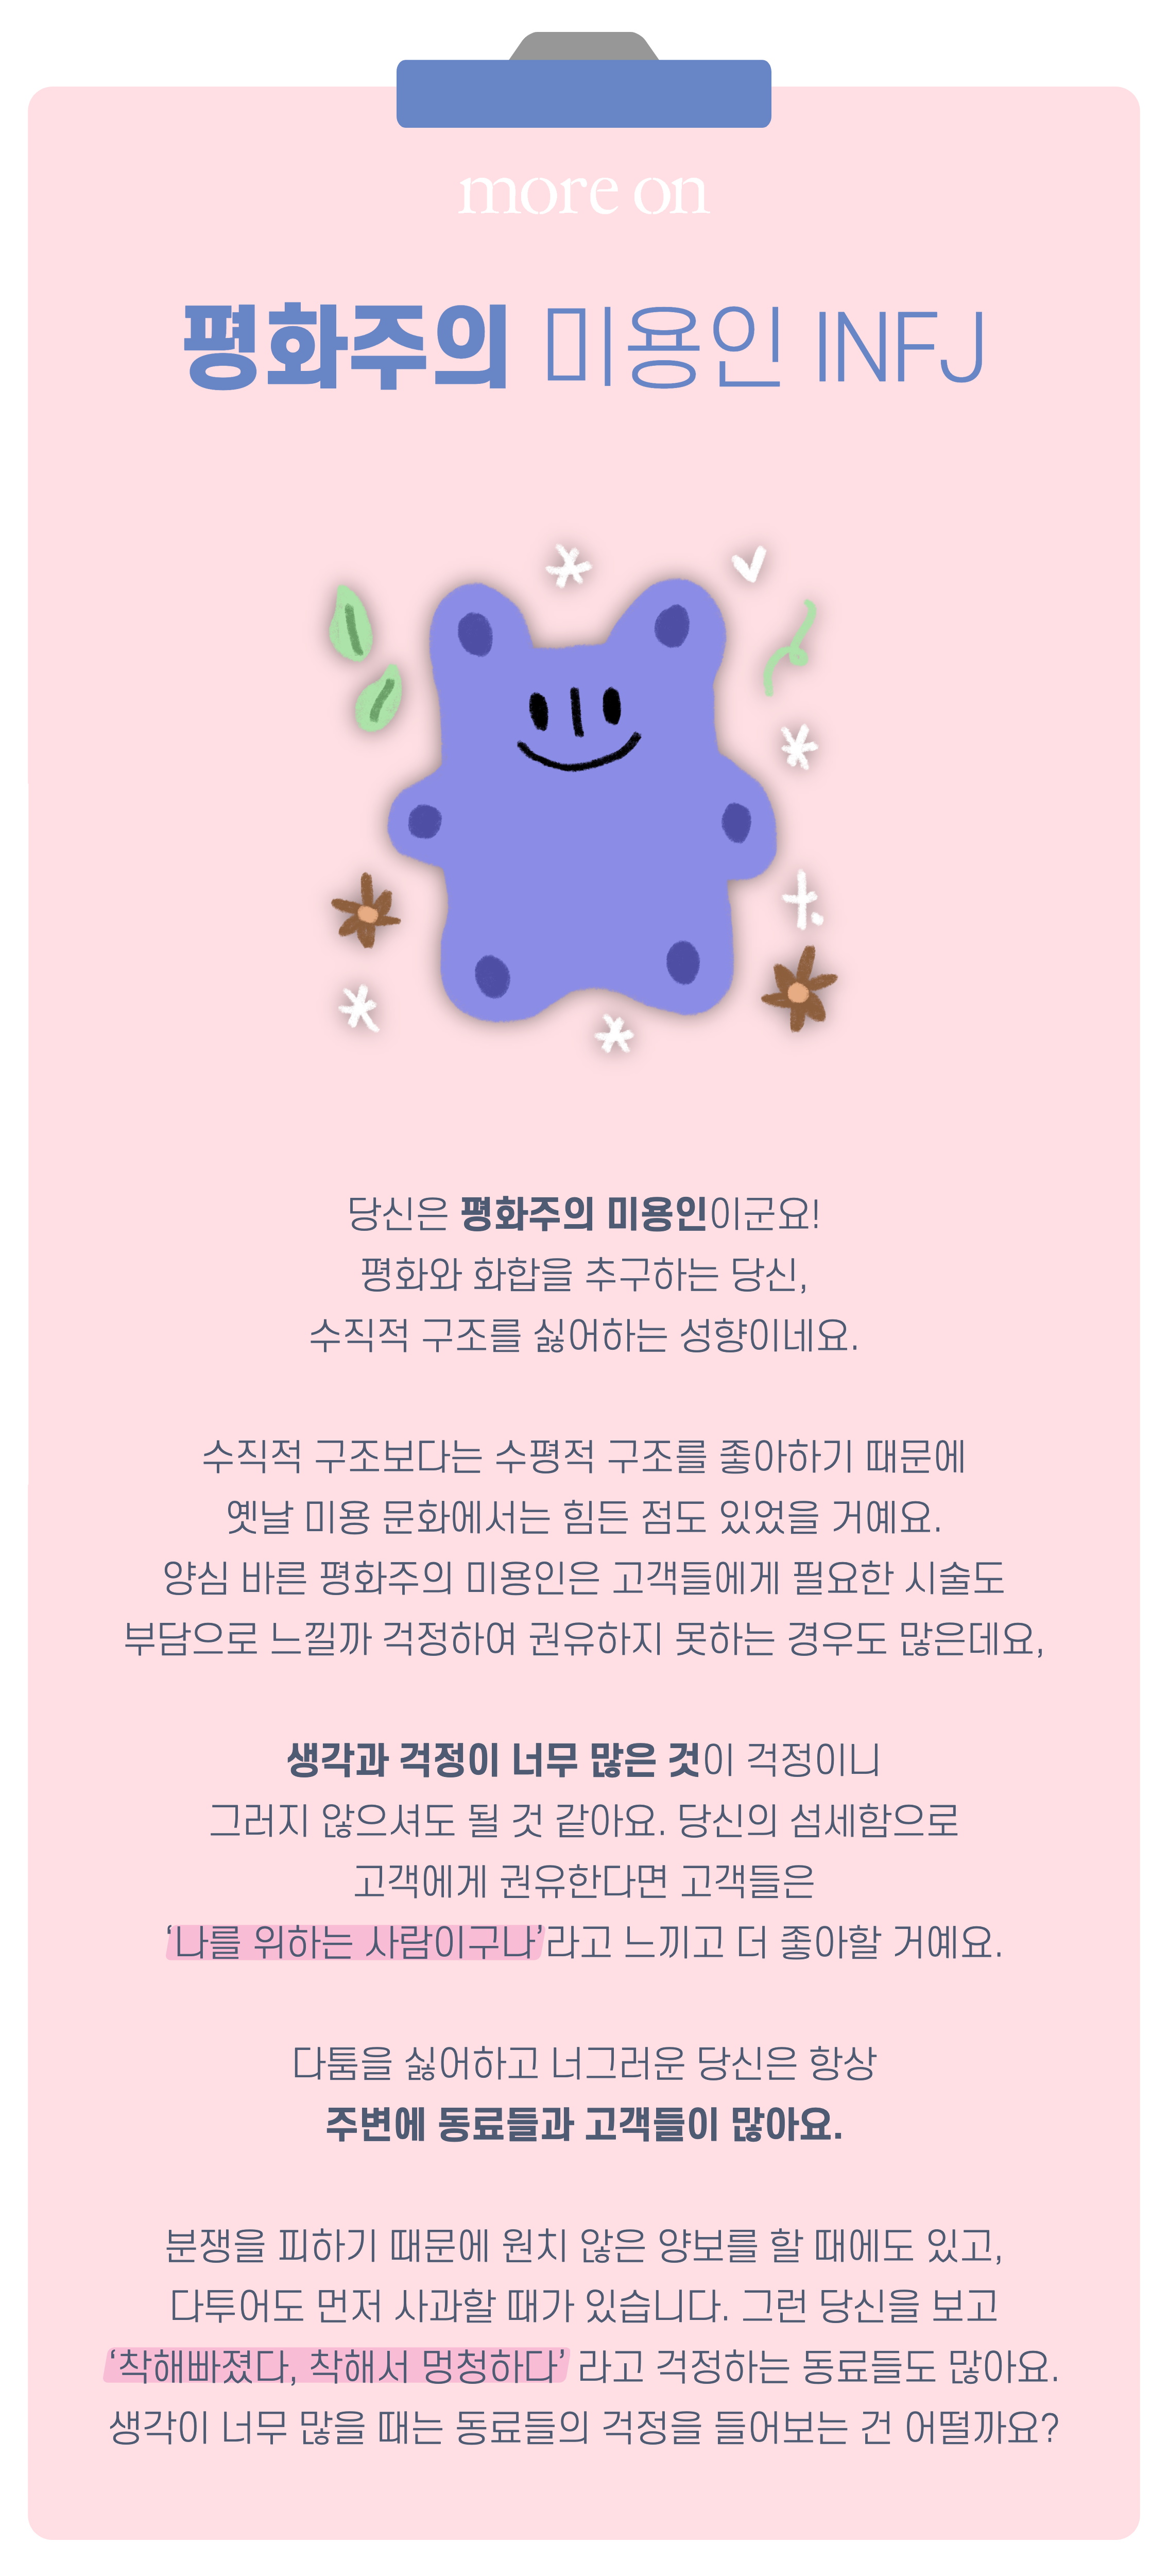 more on
평화주의 미용인 INFJ
당신은 평화주의 미용인이군요!
평화와 화합을 추구하는 당신,
수직적 구조를 싫어하는 성향이네요.
수직적 구조보다는 수평적 구조를 좋아하기 때문에
옛날 미용 문화에서는 힘든 점도 있었을 거예요.
양심 바른 평화주의 미용인은 고객들에게 필요한 시술도
부담으로 느낄까 걱정하여 권유하지 못하는 경우도 많은데요,
생각과 걱정이 너무 많은 것이 걱정이니
그러지 않으셔도 될 것 같아요. 당신의 섬세함으로
고객에게 권유한다면 고객들은
‘나를 위하는 사람이구나’라고 느끼고 더 좋아할 거예요.
다툼을 싫어하고 너그러운 당신은 항상
주변에 동료들과 고객들이 많아요.
분쟁을 피하기 때문에 원치 않은 양보를 할 때에도 있고,
다투어도 먼저 사과할 때가 있습니다. 그런 당신을 보고
‘착해빠졌다, 착해서 멍청하다’ 라고 걱정하는 동료들도 많아요.
생각이 너무 많을 때는 동료들의 걱정을 들어보는 건 어떨까요?